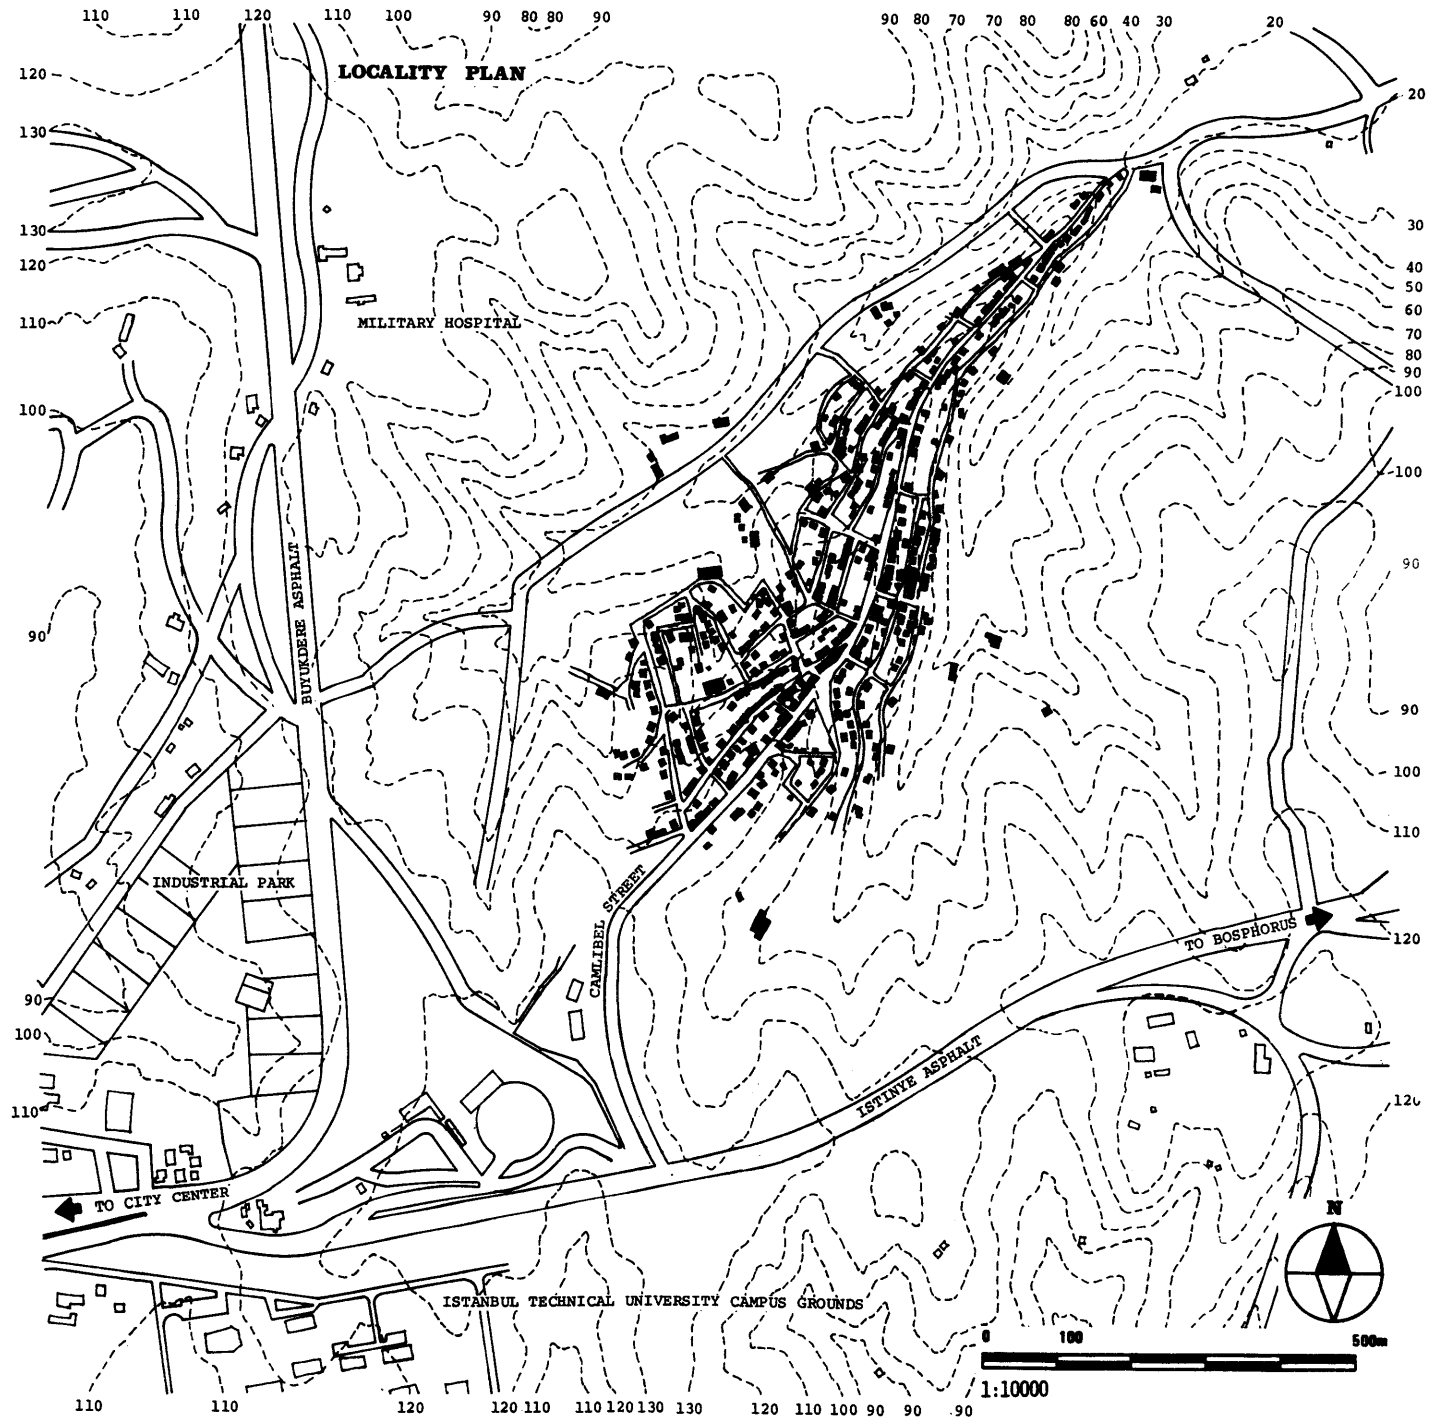 110 110 120 110 100 90 80 80 90 90 80 70 70 80 80 60 40 30 20
LOCALITY PLAN
120
20
130
130
30
120
40
50
60
110
MILITARY HOSPITAL
70
80
90
100
100
100
90
BUYUKDERE ASPHALT
90
90
100
110
INDUSTRIAL PARK
CAMLIBEL STREET
TO BOSPHORUS
120
90
100
ISTINYE ASPHALT
110
TO CITY CENTER
N
ISTANBUL TECHNICAL UNIVERSITY CAMPUS GROUNDS
0 100 500m
1:10000
110 110 120 120 110 110 120 130 130 120 110 100 90 90 90